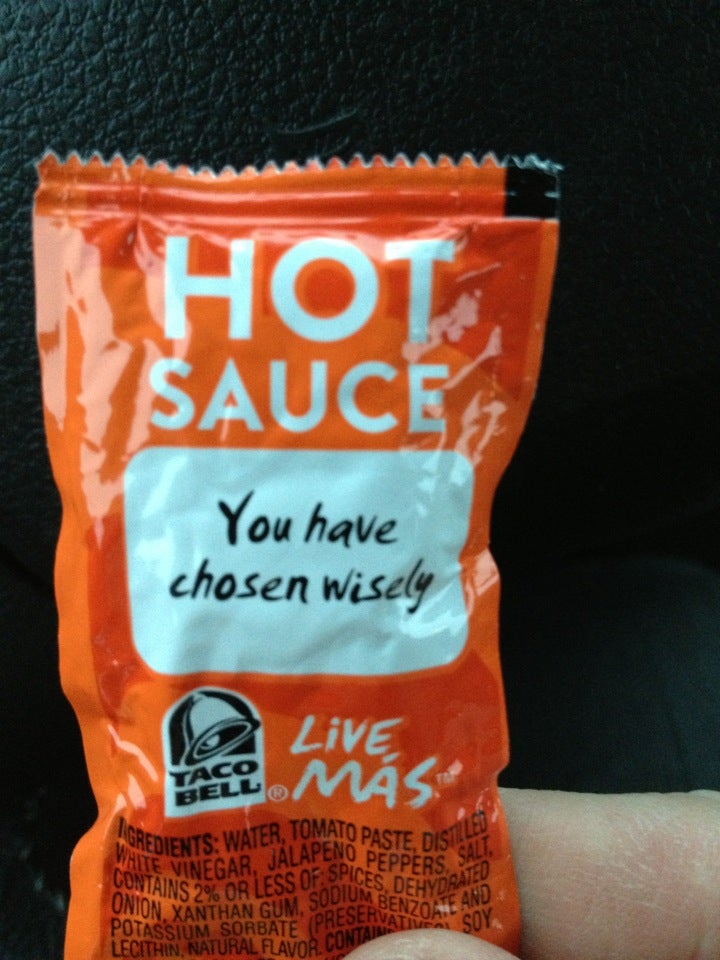 HOT
SAUCE
You have
chosen wisely
TACO
BELL®
LIVE
MÁS™
INGREDIENTS: WATER, TOMATO PASTE, DISTILLED
WHITE VINEGAR, JALAPENO PEPPERS, SALT,
CONTAINS 2% OR LESS OF: SPICES, DEHYDRATED
ONION, XANTHAN GUM, SODIUM BENZOATE AND
POTASSIUM SORBATE (PRESERVATIVES) SOY
LECITHIN, NATURAL FLAVOR. CONTAINS